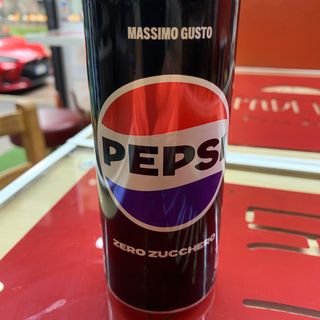 MASSIMO GUSTO
PEPSI
ZERO ZUCCHERO